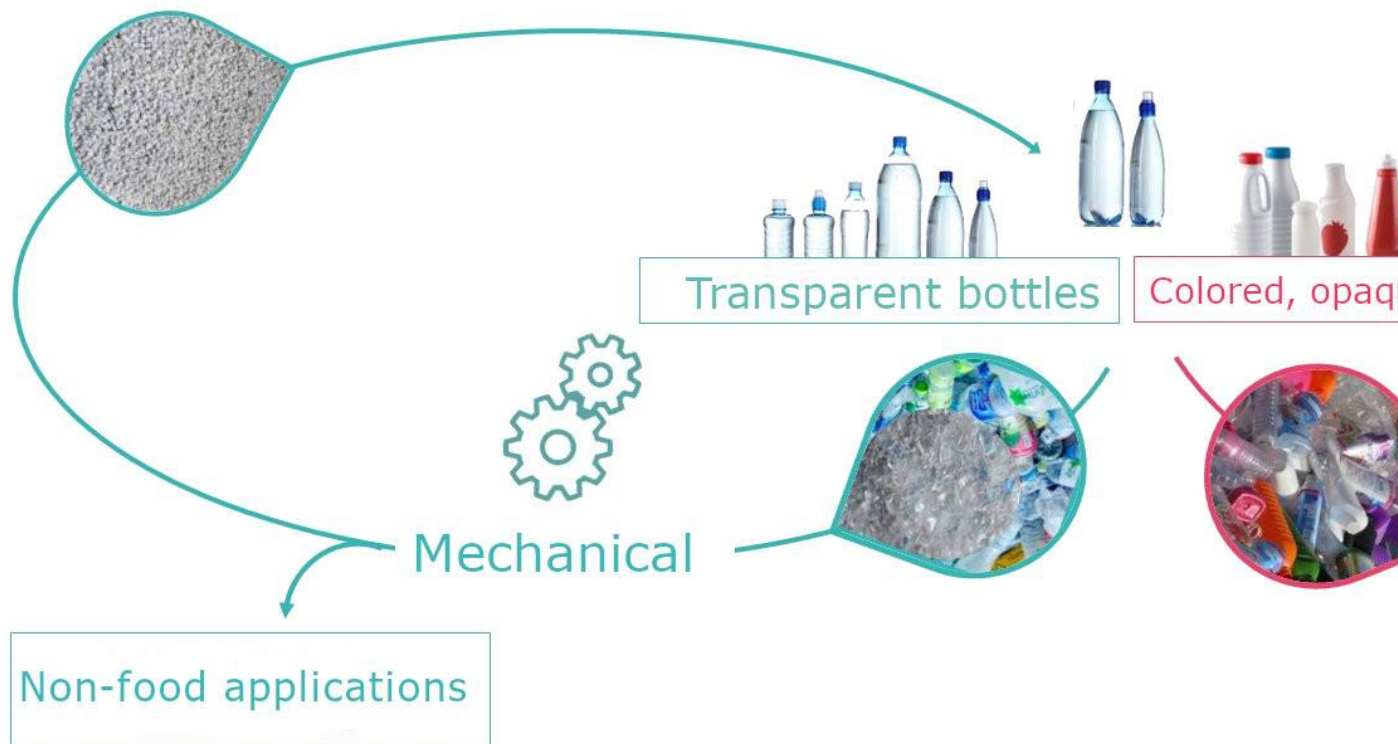 Transparent bottles
Colored, opaq
Mechanical
Non-food applications